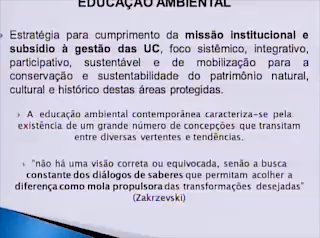 EDUCAÇÃO AMBIENTAL
Estratégia para cumprimento da missão institucional e
subsidio à gestão das UC, foco sistêmico, integrativo,
participativo, sustentável e de mobilização para a
conservação e sustentabilidade do patrimônio natural,
cultural e histórico destas áreas protegidas.
A educação ambiental contemporânea caracteriza-se pela
existência de um grande número de concepções que transitam
entre diversas vertentes e tendências.
"não há uma visão correta ou equivocada, senão a busca
constante dos diálogos de saberes que permitam acolher a
diferença como mola propulsora das transformações desejadas"
(Zakrzevski)